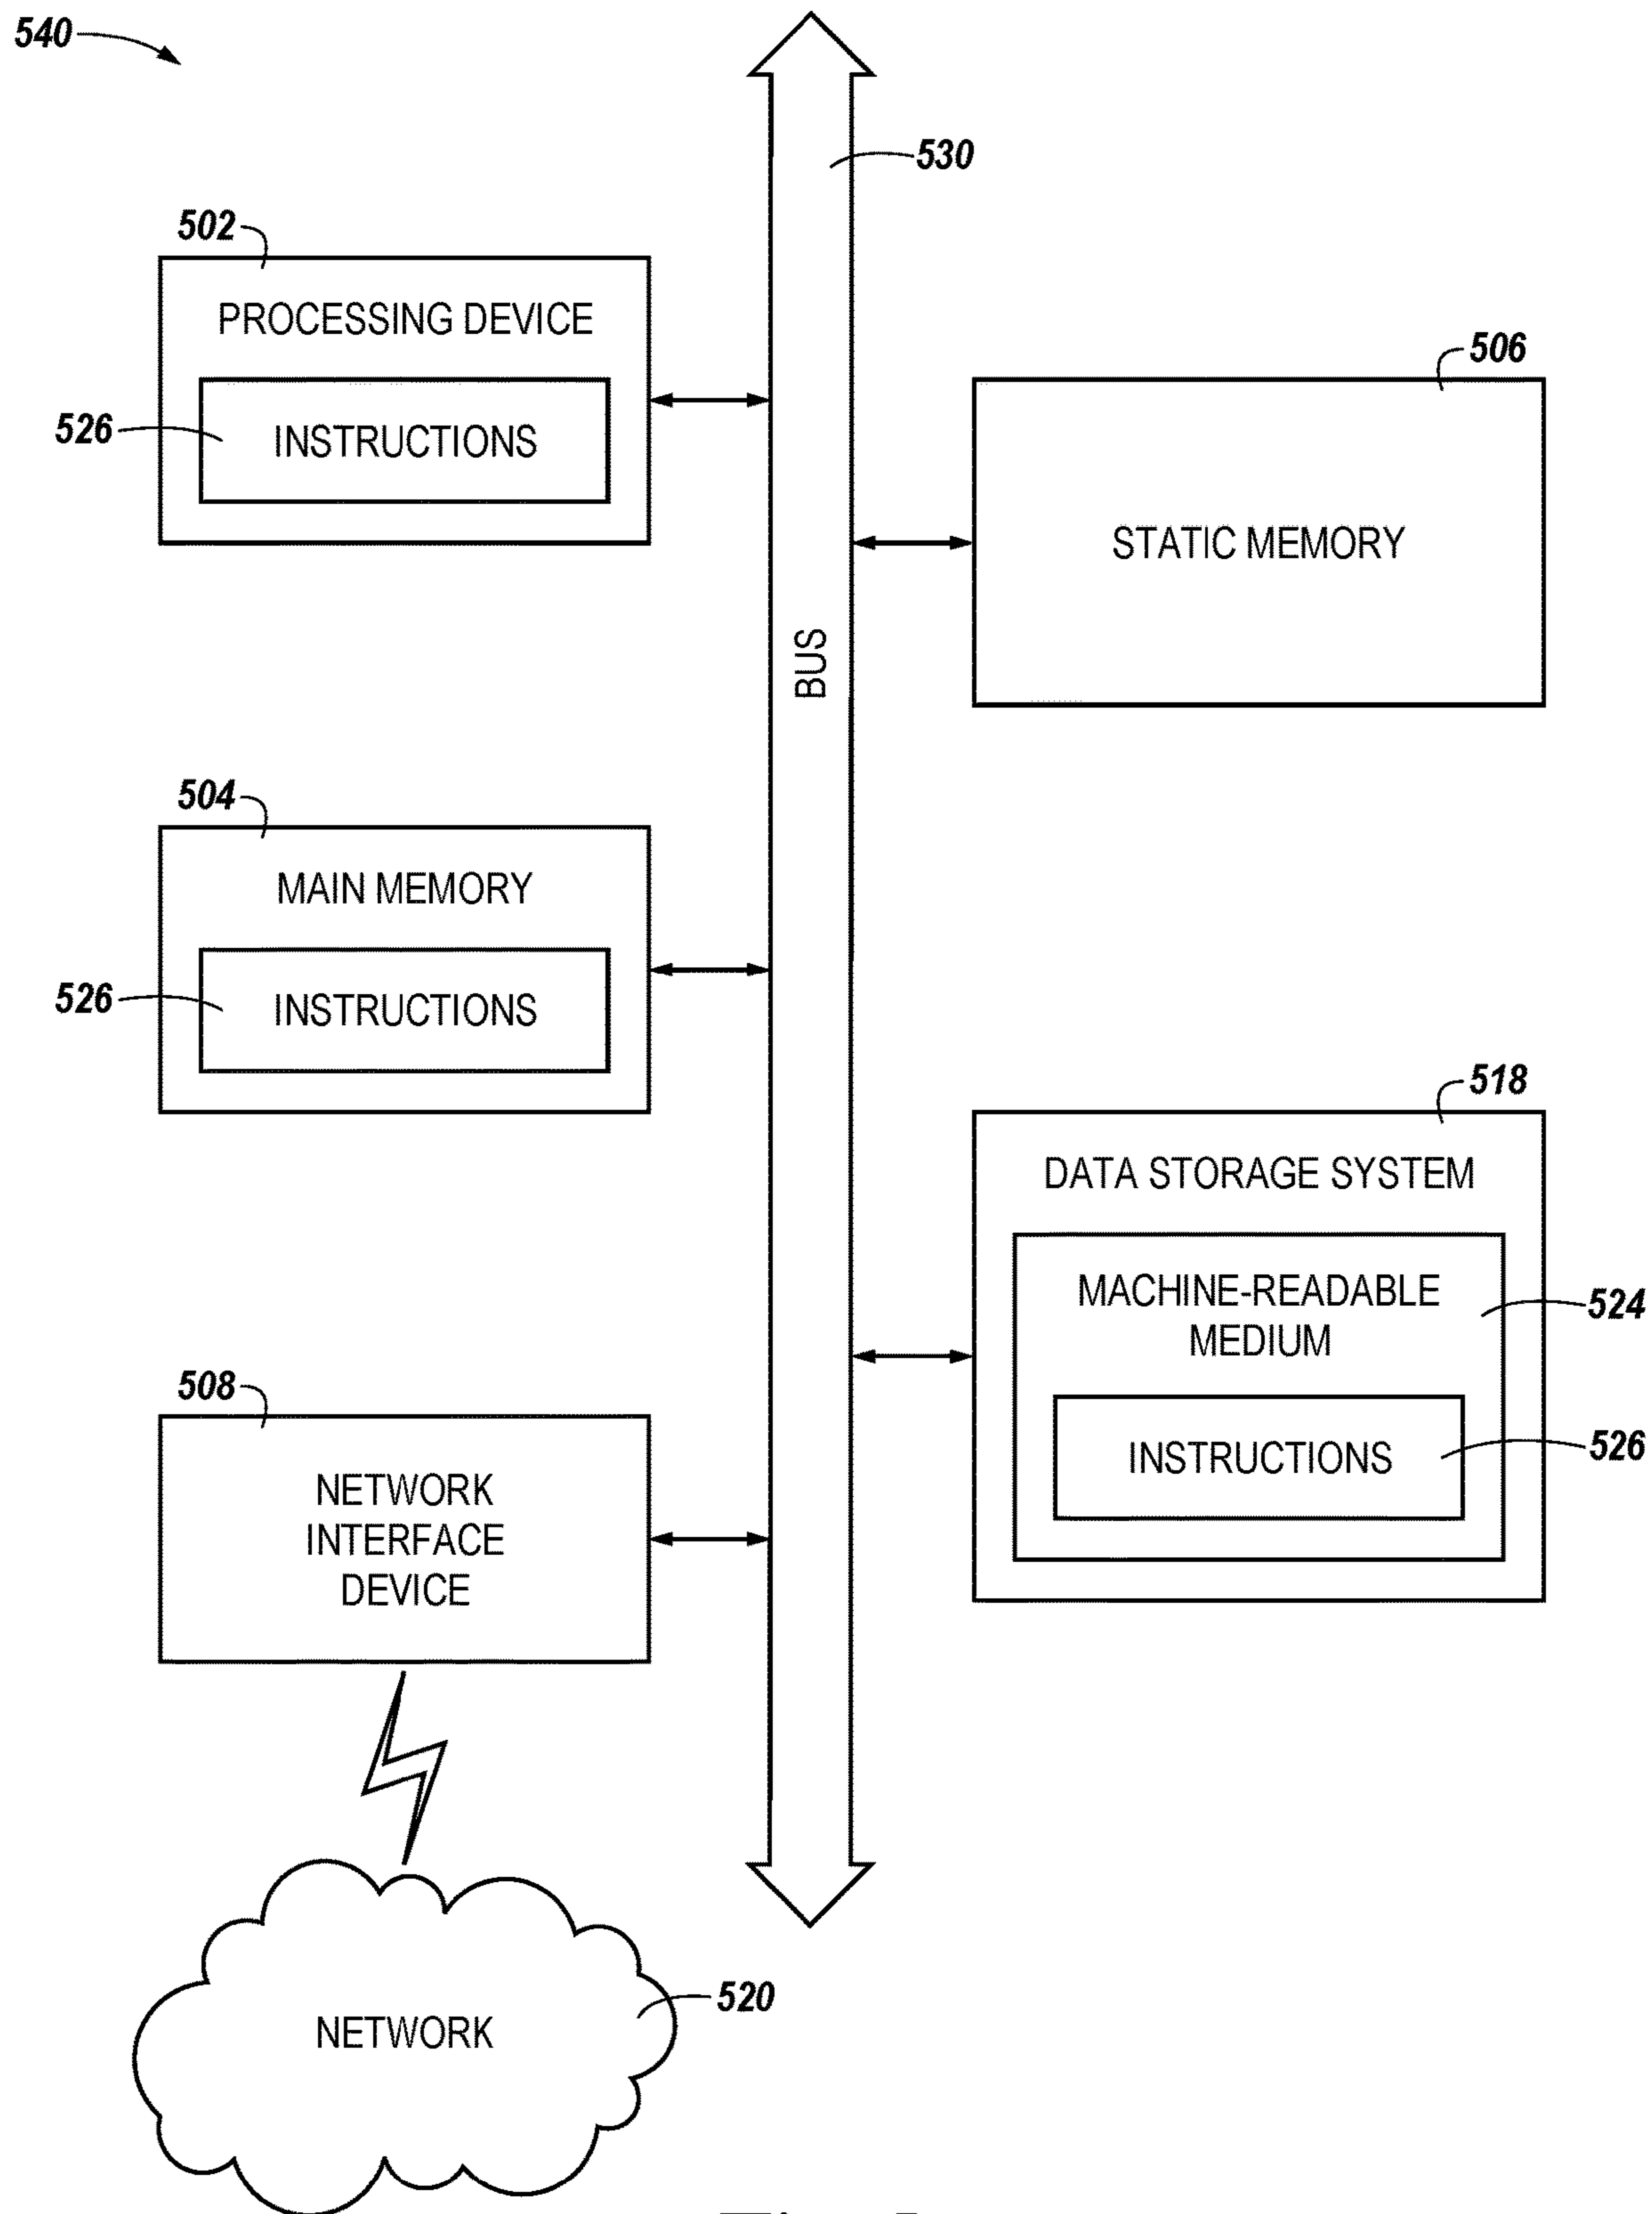 540
530
502
PROCESSING DEVICE
526
INSTRUCTIONS
506
STATIC MEMORY
BUS
504
MAIN MEMORY
526
INSTRUCTIONS
518
DATA STORAGE SYSTEM
MACHINE-READABLE
MEDIUM
524
INSTRUCTIONS
526
508
NETWORK
INTERFACE
DEVICE
520
NETWORK